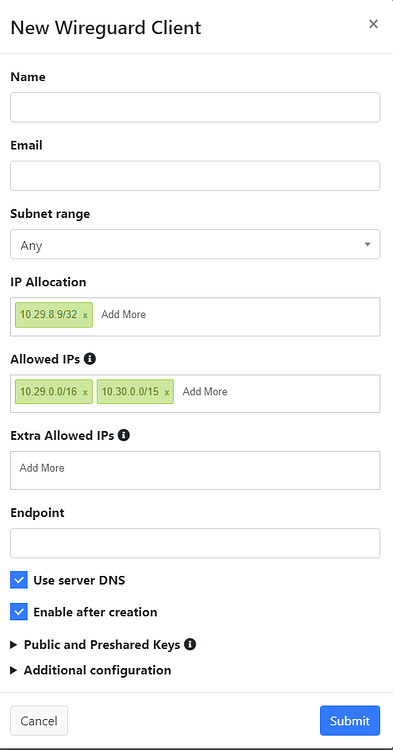 New Wireguard Client ×
Name
Email
Subnet range
Any
IP Allocation
10.29.8.9/32 x Add More
Allowed IPs
10.29.0.0/16 x 10.30.0.0/15 x Add More
Extra Allowed IPs
Add More
Endpoint
Use server DNS
Enable after creation
Public and Preshared Keys
Additional configuration
Cancel Submit